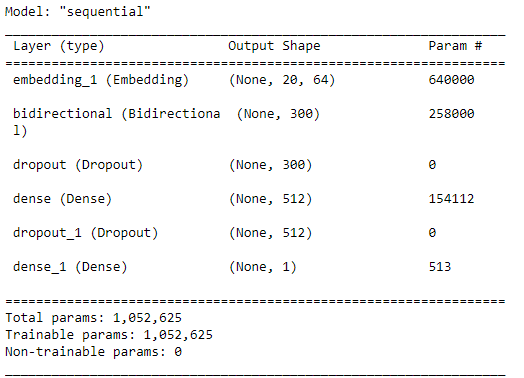 Model: "sequential"
_________________________________________________________________
Layer (type) Output Shape Param #
=================================================================
embedding_1 (Embedding) (None, 20, 64) 640000
bidirectional (Bidirectiona (None, 300) 258000
l)
dropout (Dropout) (None, 300) 0
dense (Dense) (None, 512) 154112
dropout_1 (Dropout) (None, 512) 0
dense_1 (Dense) (None, 1) 513
=================================================================
Total params: 1,052,625
Trainable params: 1,052,625
Non-trainable params: 0
_________________________________________________________________